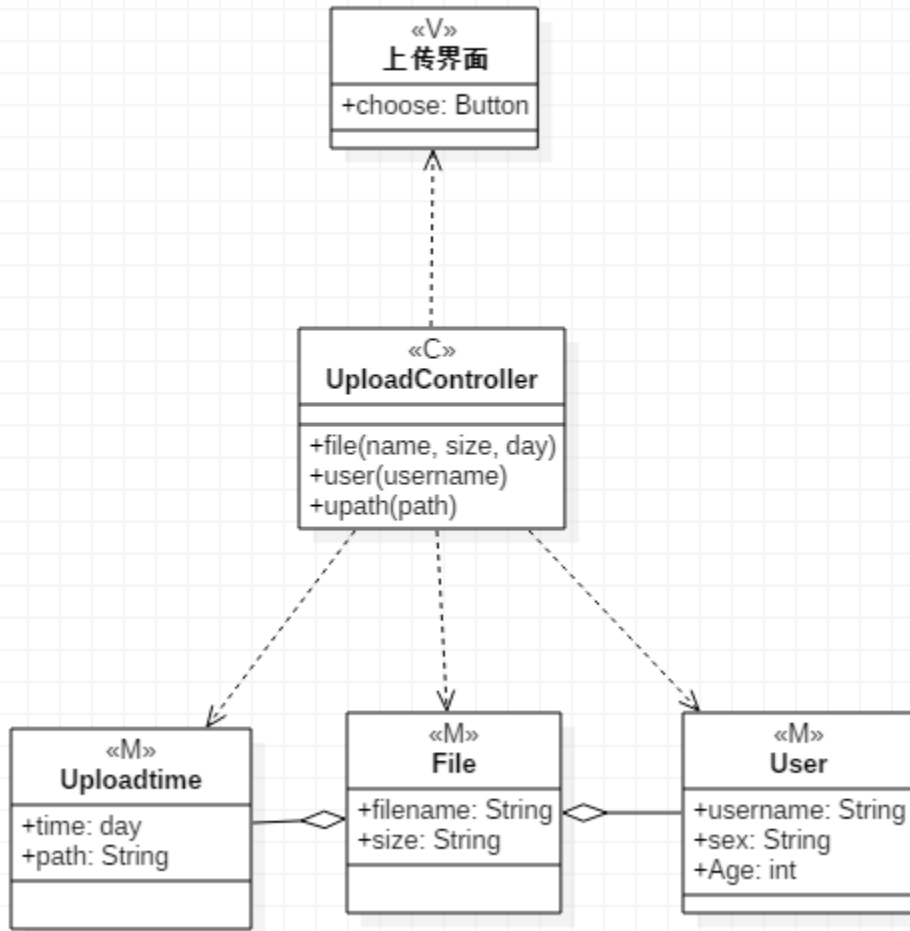 «V»
上传界面
+choose: Button
«C»
UploadController
+file(name, size, day)
+user(username)
+upath(path)
«M»
Uploadtime
+time: day
+path: String
«M»
File
+filename: String
+size: String
«M»
User
+username: String
+sex: String
+Age: int